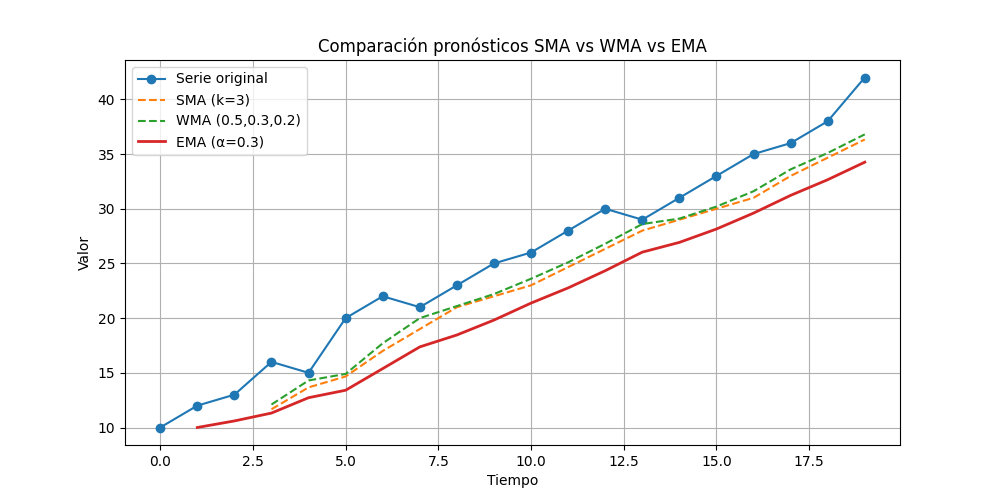 Comparación pronósticos SMA vs WMA vs EMA
Serie original
SMA (k=3)
WMA (0.5,0.3,0.2)
EMA (α=0.3)
Valor
40
35
30
25
20
15
10
0.0 2.5 5.0 7.5 10.0 12.5 15.0 17.5
Tiempo